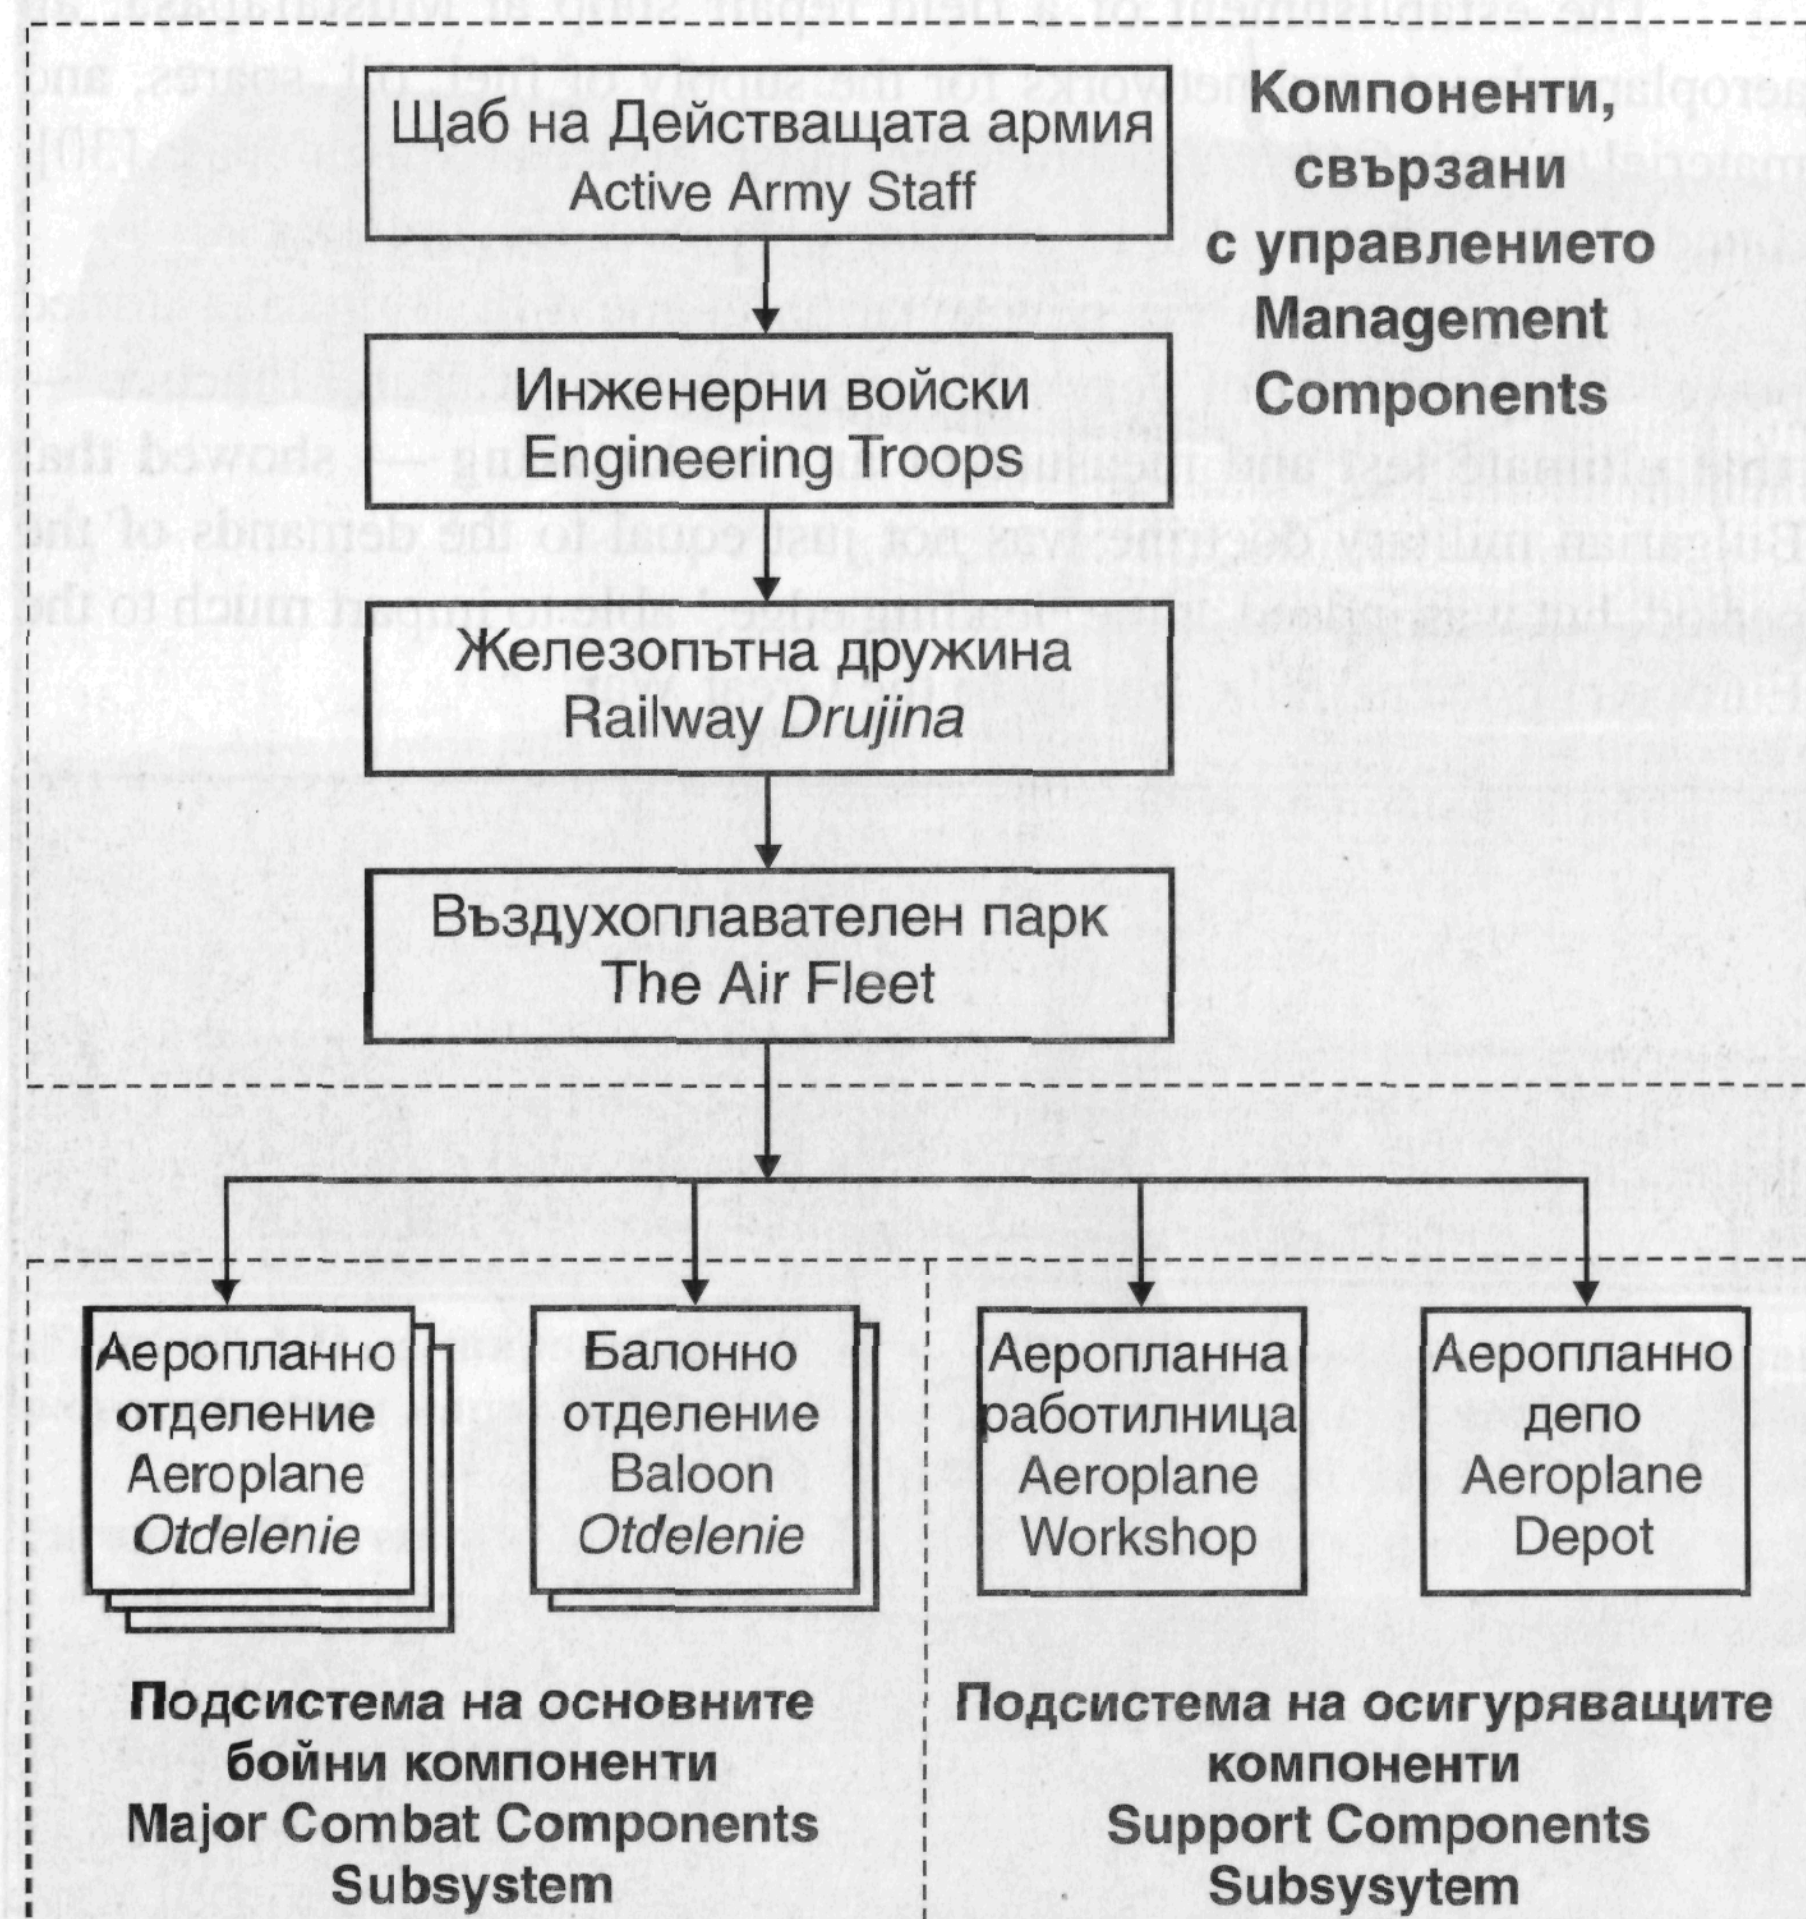 Щаб на Действащата армия
Active Army Staff
Компоненти,
свързани
с управлението
Management
Components
Инженерни войски
Engineering Troops
Железопътна дружина
Railway Drujina
Въздухоплавателен парк
The Air Fleet
Аеропланно
отделение
Aeroplane
Otdelenie
Балонно
отделение
Baloon
Otdelenie
Аеропланна
работилница
Aeroplane
Workshop
Аеропланно
депо
Aeroplane
Depot
Подсистема на основните
бойни компоненти
Major Combat Components
Subsystem
Подсистема на осигуряващите
компоненти
Support Components
Subsysytem